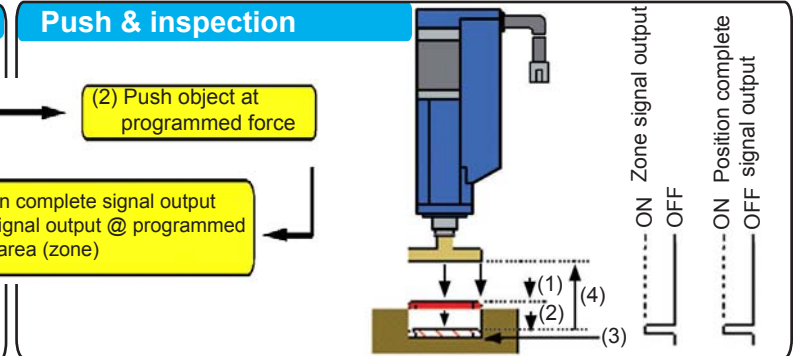 Push & inspection
(2) Push object at
programmed force
complete signal output
signal output @ programmed
area (zone)
(1)
(2)
(3)
(4)
ON Zone signal output
OFF
ON Position complete
OFF signal output